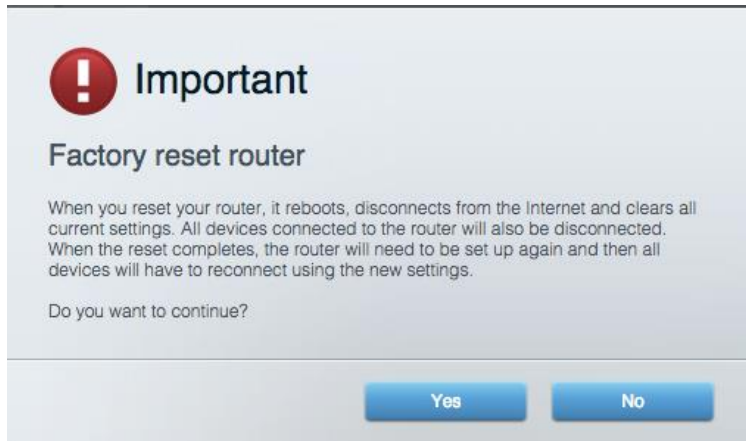 Important
Factory reset router
When you reset your router, it reboots, disconnects from the Internet and clears all
current settings. All devices connected to the router will also be disconnected.
When the reset completes, the router will need to be set up again and then all
devices will have to reconnect using the new settings.
Do you want to continue?
Yes No